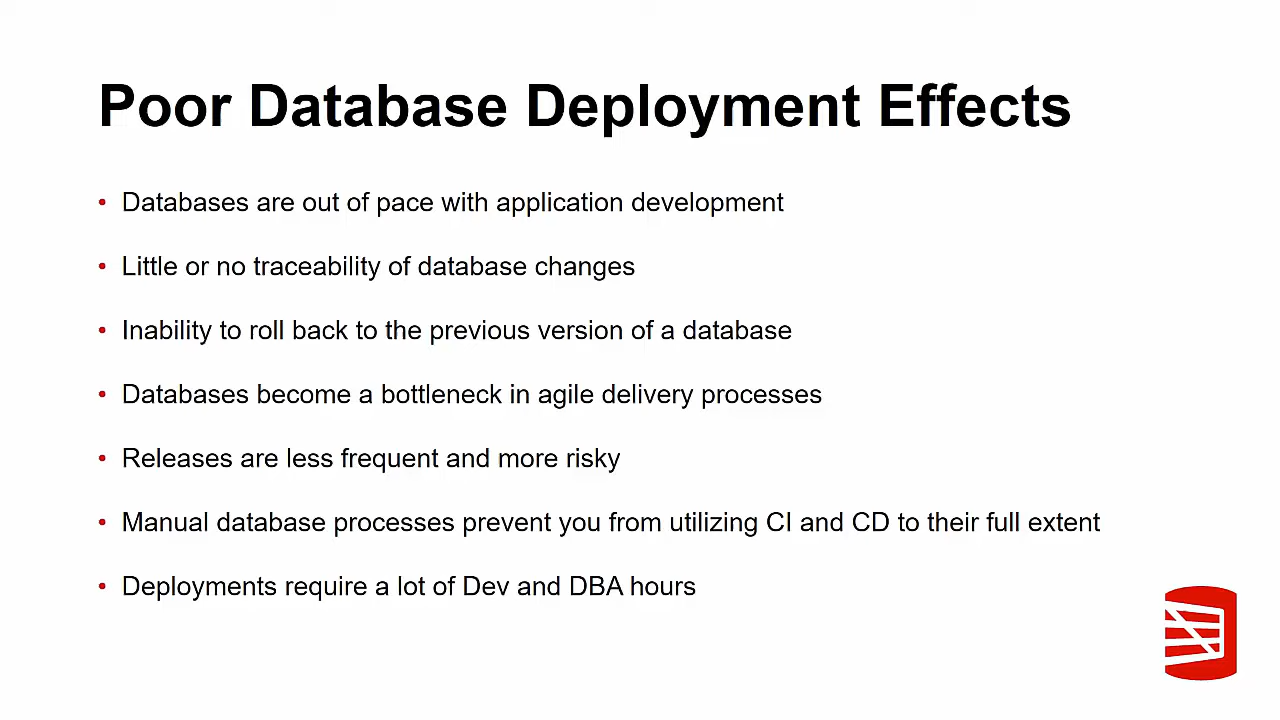 Poor Database Deployment Effects
• Databases are out of pace with application development
• Little or no traceability of database changes
• Inability to roll back to the previous version of a database
• Databases become a bottleneck in agile delivery processes
• Releases are less frequent and more risky
• Manual database processes prevent you from utilizing CI and CD to their full extent
• Deployments require a lot of Dev and DBA hours